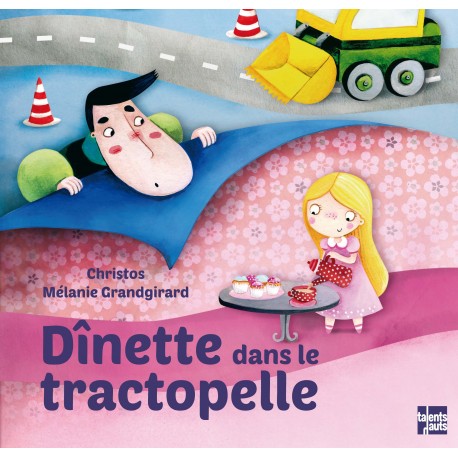 Christos
Mélanie Grandgirard
Dînette dans le
tractopelle
talents
hauts